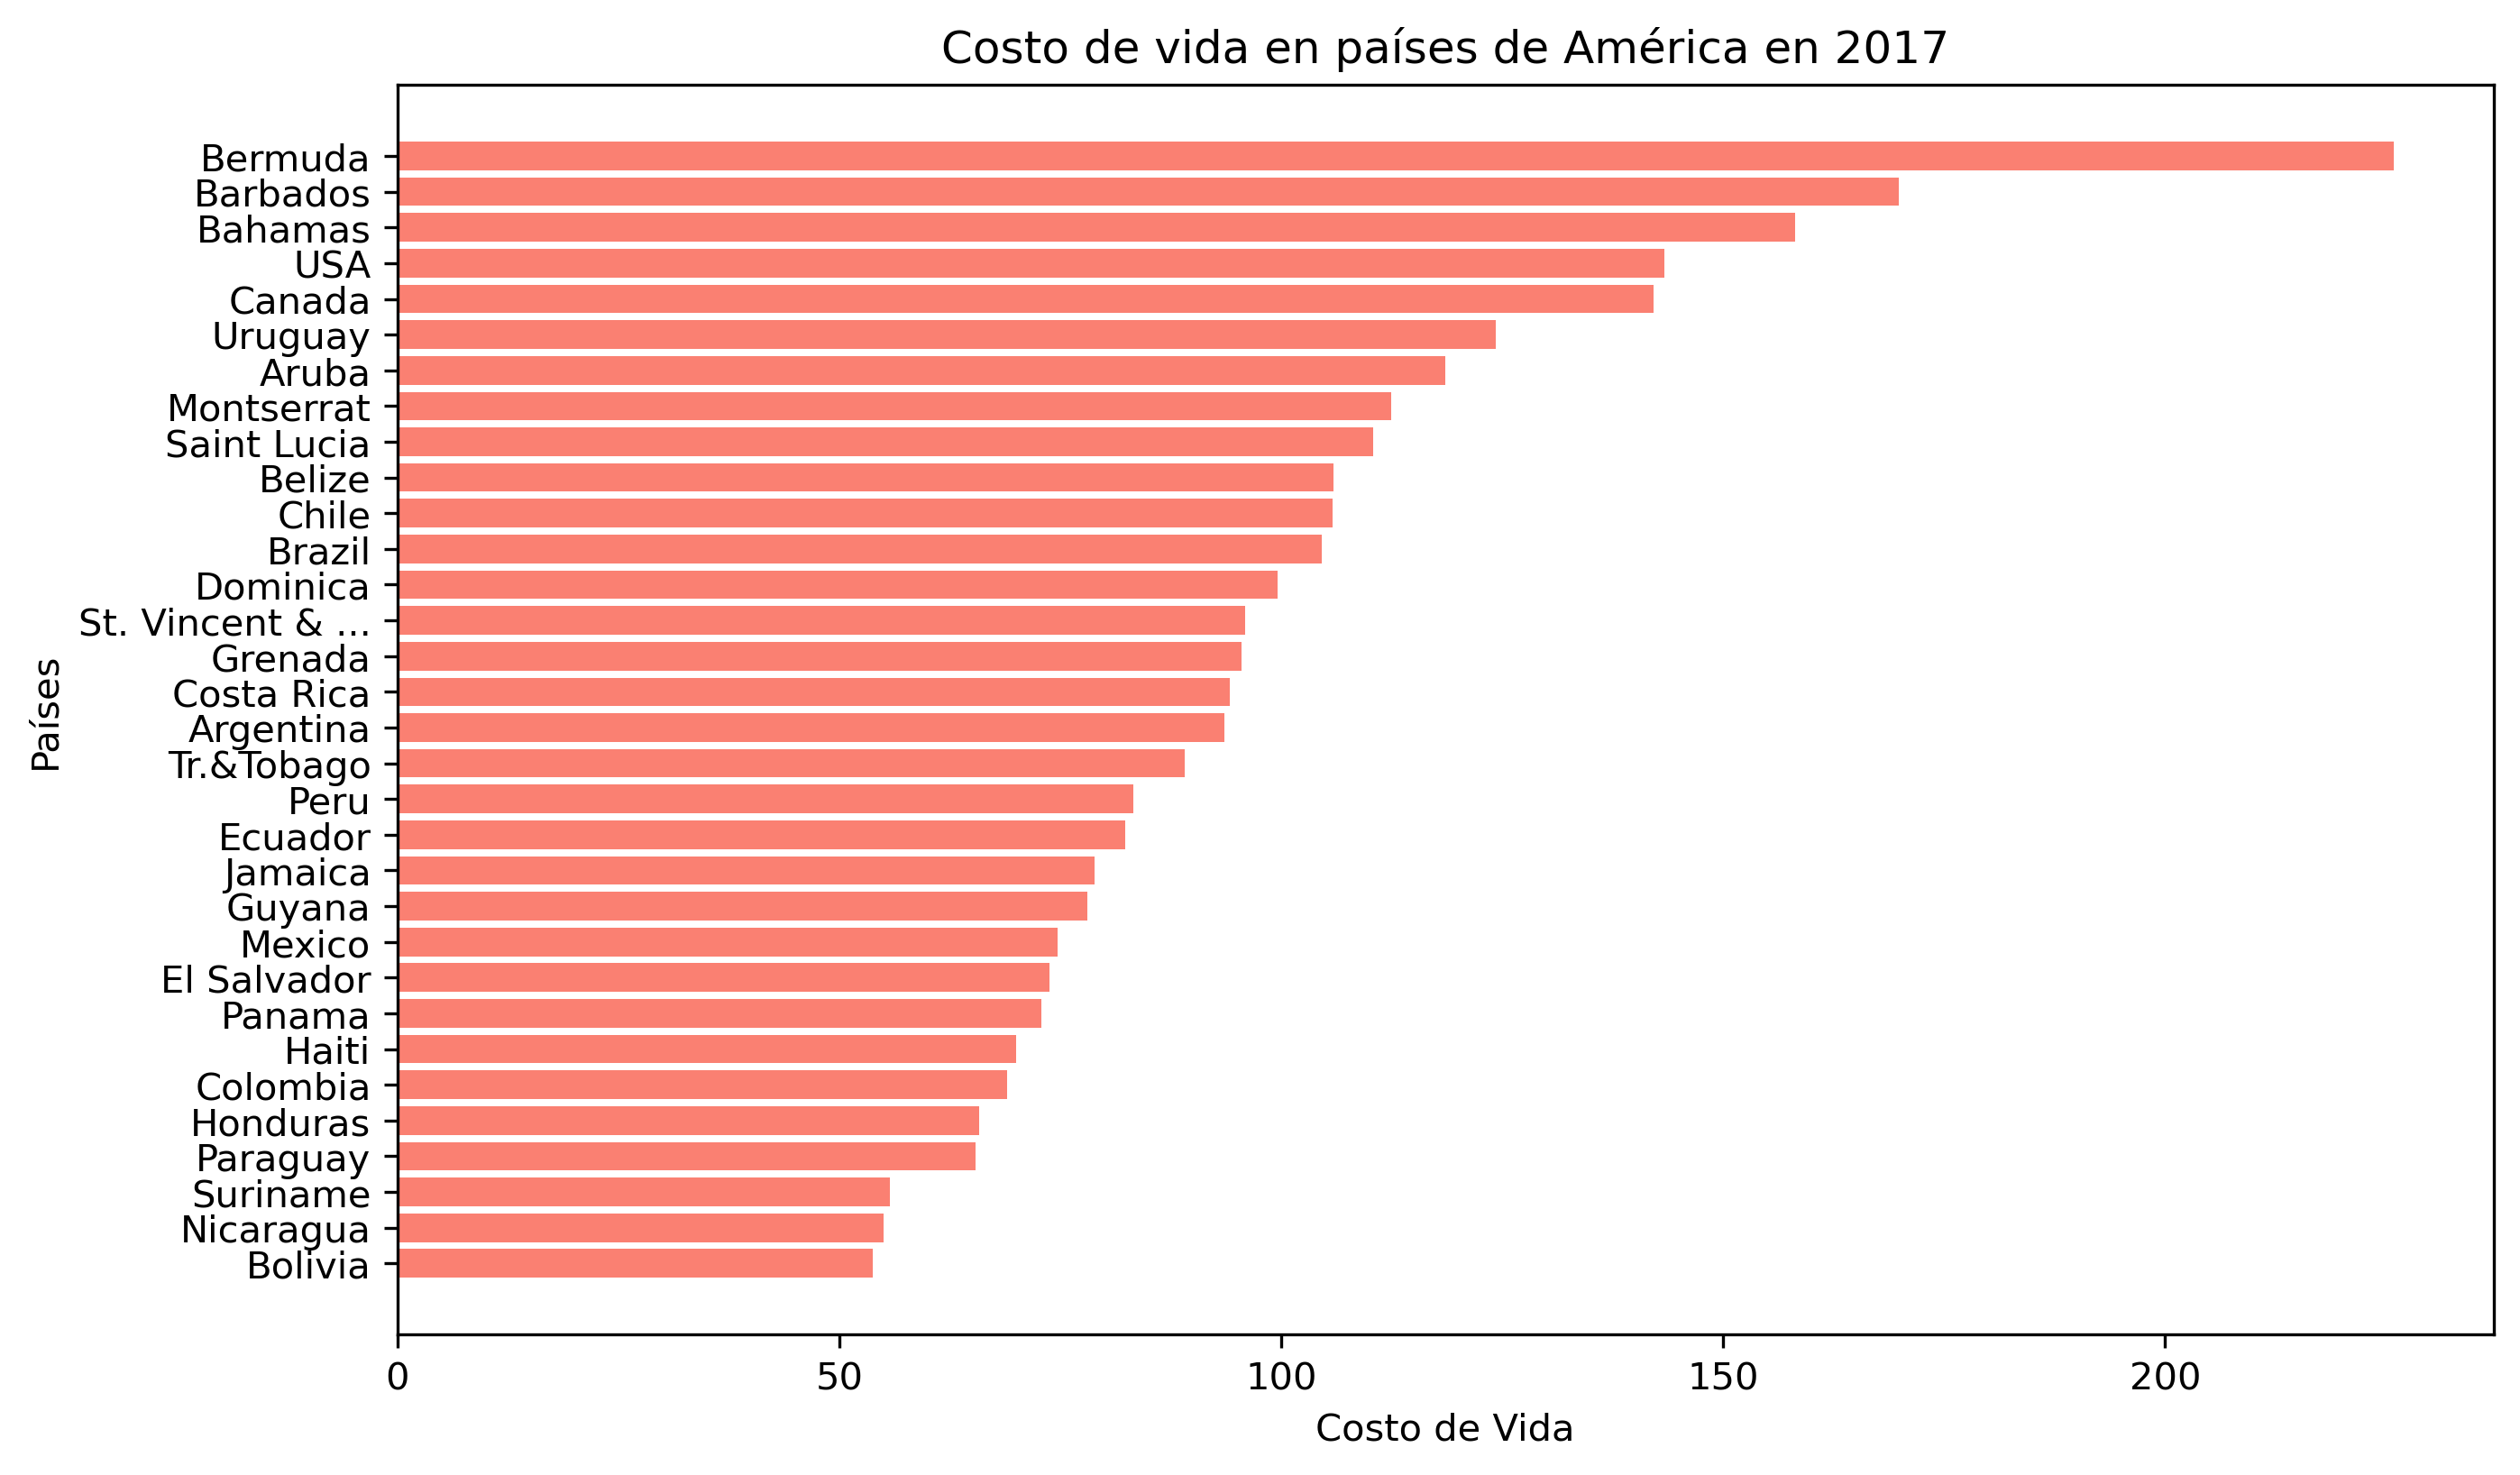 Costo de vida en países de América en 2017
Países
Bermuda
Barbados
Bahamas
USA
Canada
Uruguay
Aruba
Montserrat
Saint Lucia
Belize
Chile
Brazil
Dominica
St. Vincent & ...
Grenada
Costa Rica
Argentina
Tr.&Tobago
Peru
Ecuador
Jamaica
Guyana
Mexico
El Salvador
Panama
Haiti
Colombia
Honduras
Paraguay
Suriname
Nicaragua
Bolivia
0 50 100 150 200
Costo de Vida